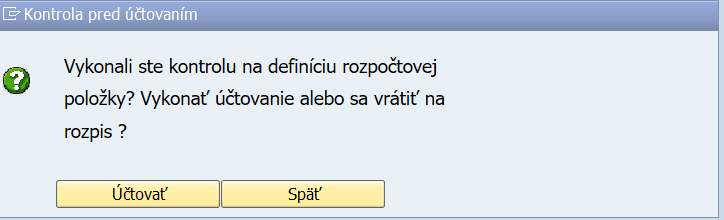 Kontrola pred účtovaním
Vykonali ste kontrolu na definíciu rozpočtovej
položky? Vykonať účtovanie alebo sa vrátiť na
rozpis ?
Účtovať Späť